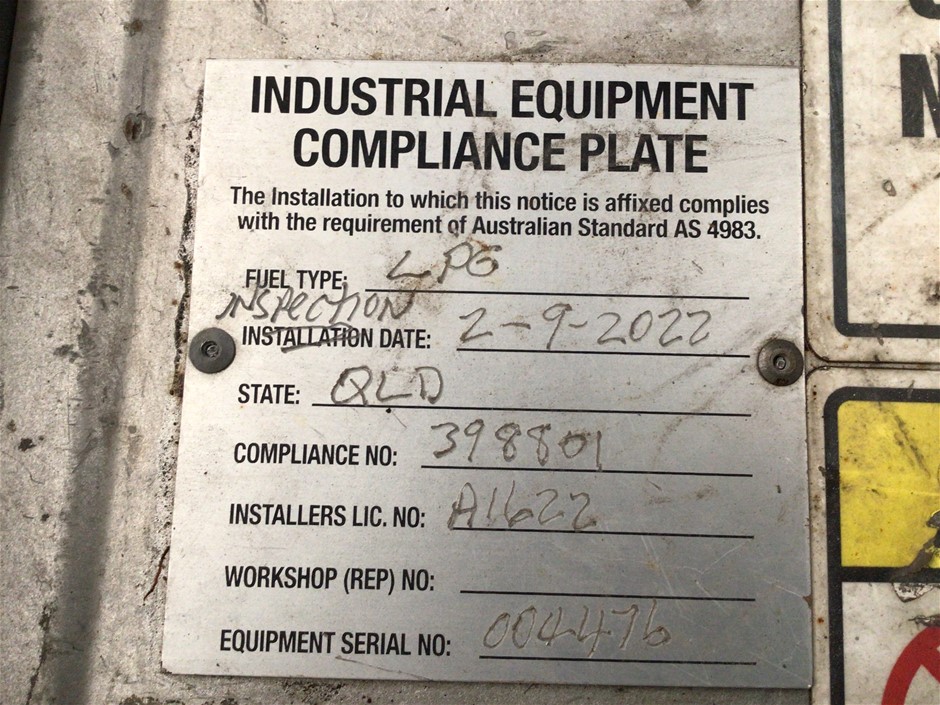 INDUSTRIAL EQUIPMENT
COMPLIANCE PLATE
The Installation to which this notice is affixed complies
with the requirement of Australian Standard AS 4983.
FUEL TYPE: LPG
INSPECTION
INSTALLATION DATE: 2-9-2022
STATE: QLD
COMPLIANCE NO: 398801
INSTALLERS LIC. NO: A1622
WORKSHOP (REP) NO:
EQUIPMENT SERIAL NO: 004476